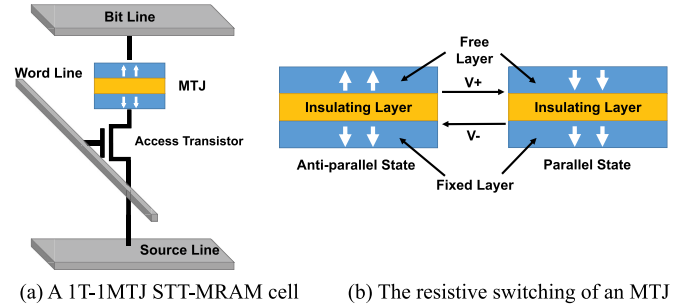 Bit Line
Word Line
MTJ
Access Transistor
Source Line
(a) A 1T-1MTJ STT-MRAM cell
Free
Layer
V+
Insulating Layer
Insulating Layer
V-
Anti-parallel State
Parallel State
Fixed Layer
(b) The resistive switching of an MTJ